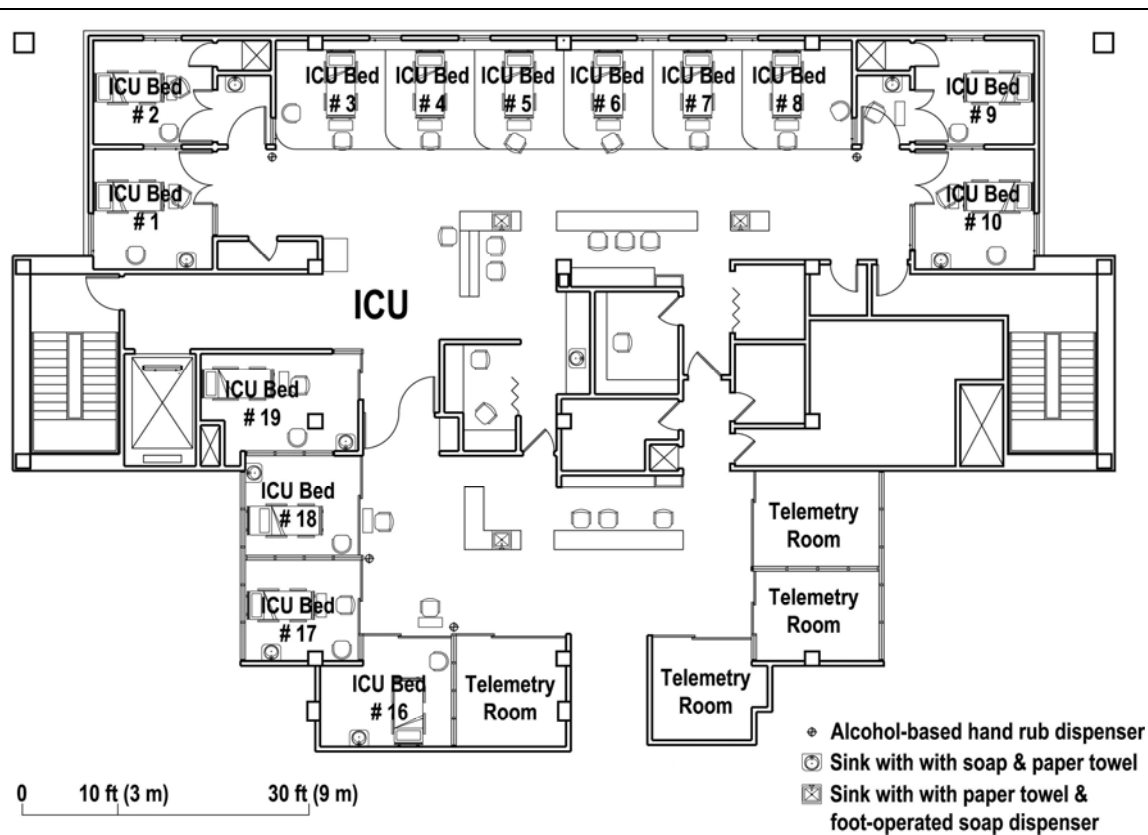 ICU Bed
# 2
ICU Bed
# 3
ICU Bed
# 4
ICU Bed
# 5
ICU Bed
# 6
ICU Bed
# 7
ICU Bed
# 8
ICU Bed
# 9
ICU Bed
# 1
ICU Bed
# 10
ICU
ICU Bed
# 19
ICU Bed
# 18
Telemetry
Room
ICU Bed
# 17
Telemetry
Room
ICU Bed
# 16
Telemetry
Room
Telemetry
Room
Alcohol-based hand rub dispenser
Sink with with soap & paper towel
Sink with with paper towel &
foot-operated soap dispenser
0 10 ft (3 m) 30 ft (9 m)